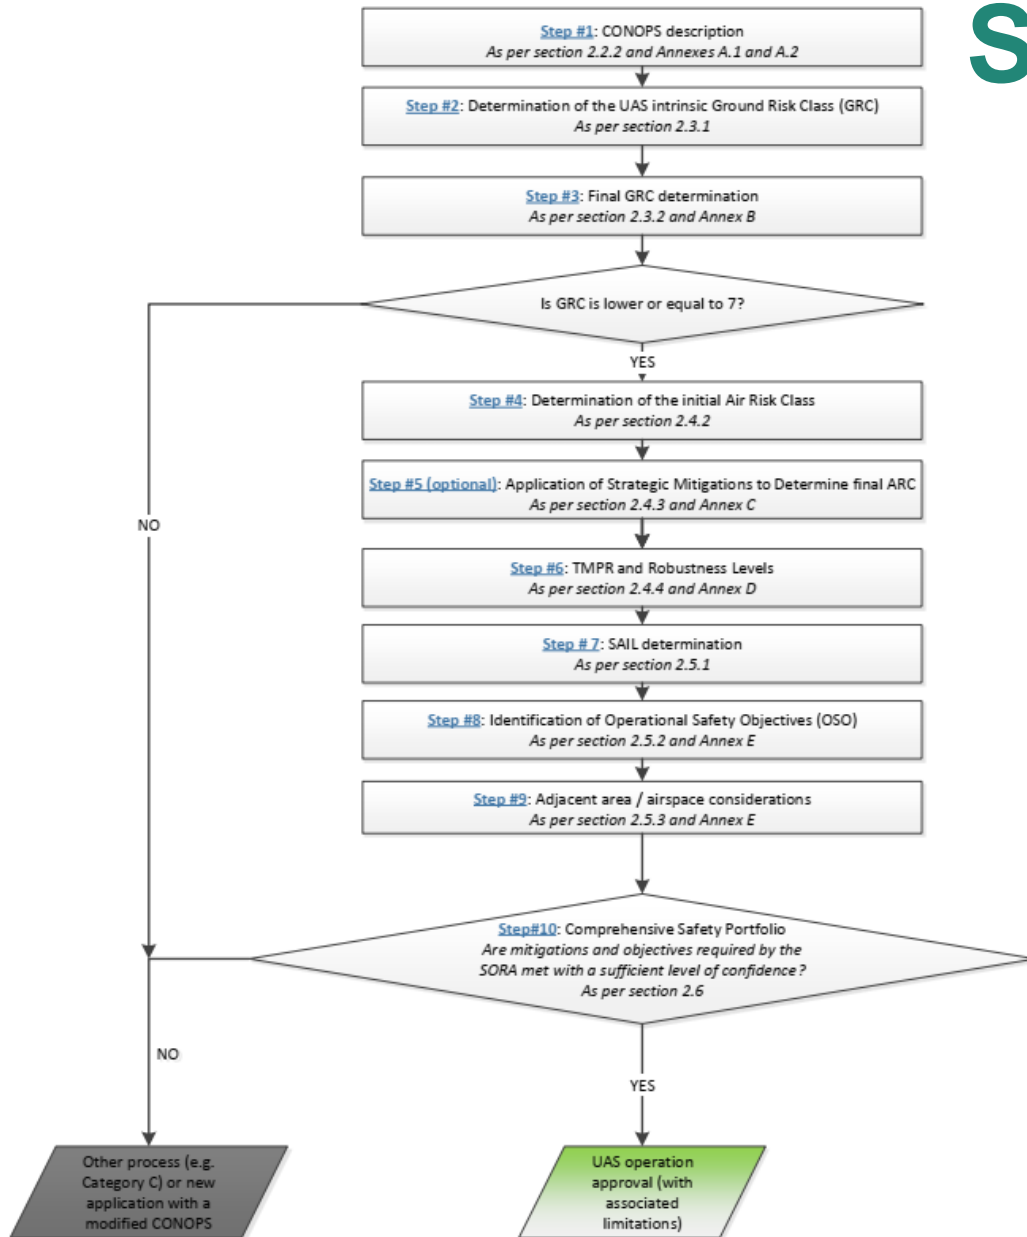 S
Step #1: CONOPS description
As per section 2.2.2 and Annexes A.1 and A.2
Step #2: Determination of the UAS intrinsic Ground Risk Class (GRC)
As per section 2.3.1
Step #3: Final GRC determination
As per section 2.3.2 and Annex B
Is GRC is lower or equal to 7?
YES
Step #4: Determination of the initial Air Risk Class
As per section 2.4.2
Step #5 (optional): Application of Strategic Mitigations to Determine final ARC
As per section 2.4.3 and Annex C
NO
Step #6: TMPR and Robustness Levels
As per section 2.4.4 and Annex D
Step # 7: SAIL determination
As per section 2.5.1
Step #8: Identification of Operational Safety Objectives (OSO)
As per section 2.5.2 and Annex E
Step #9: Adjacent area / airspace considerations
As per section 2.5.3 and Annex E
Step#10: Comprehensive Safety Portfolio
Are mitigations and objectives required by the
SORA met with a sufficient level of confidence?
As per section 2.6
NO
YES
Other process (e.g.
Category C) or new
application with a
modified CONOPS
UAS operation
approval (with
associated
limitations)